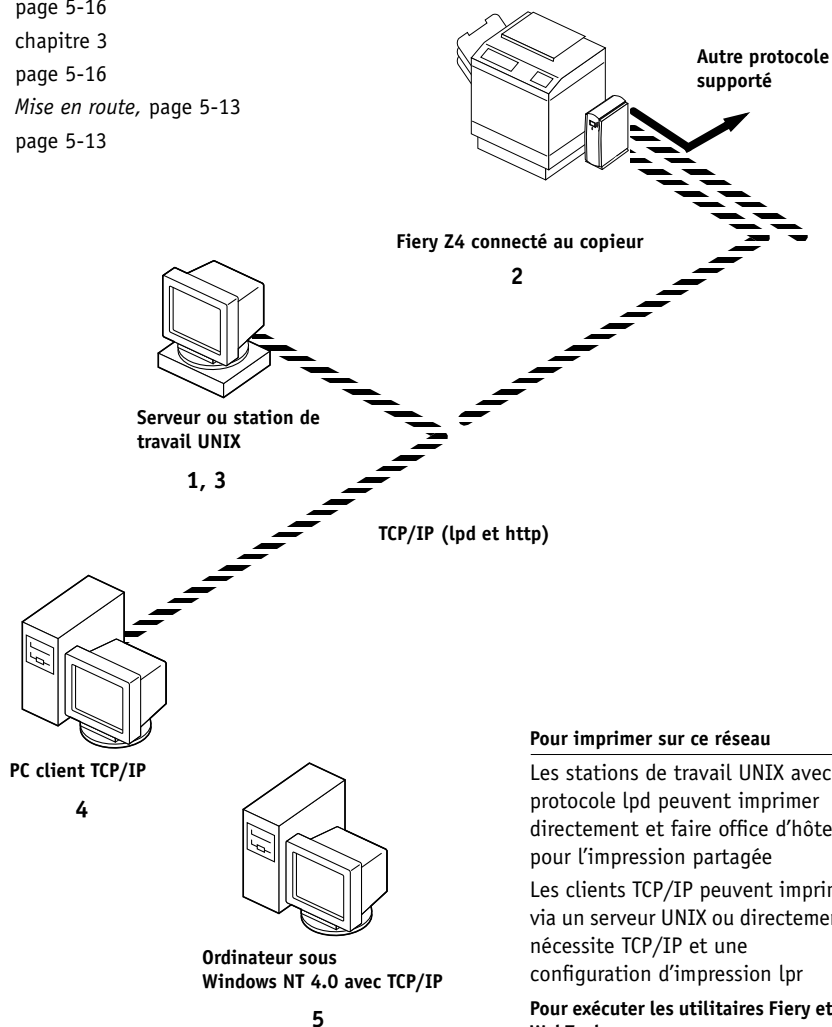 page 5-16
chapitre 3
page 5-16
Mise en route, page 5-13
page 5-13
Autre protocole
supporté
Fiery Z4 connecté au copieur
2
Serveur ou station de
travail UNIX
1, 3
TCP/IP (lpd et http)
PC client TCP/IP
4
Ordinateur sous
Windows NT 4.0 avec TCP/IP
5
Pour imprimer sur ce réseau
Les stations de travail UNIX avec
protocole lpd peuvent imprimer
directement et faire office d'hôte
pour l'impression partagée
Les clients TCP/IP peuvent
via un serveur UNIX ou
nécessite TCP/IP et une
configuration d'impression lpr
Pour exécuter les utilitaires Fiery et